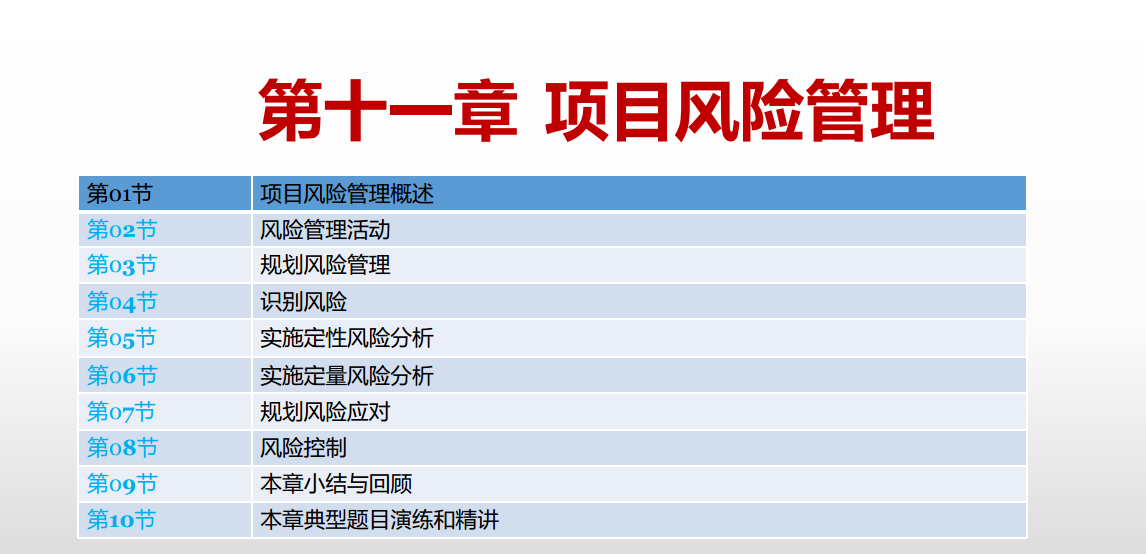 第十一章 项目风险管理
第01节 项目风险管理概述
第02节 风险管理活动
第03节 规划风险管理
第04节 识别风险
第05节 实施定性风险分析
第06节 实施定量风险分析
第07节 规划风险应对
第08节 风险控制
第09节 本章小结与回顾
第10节 本章典型题目演练和精讲